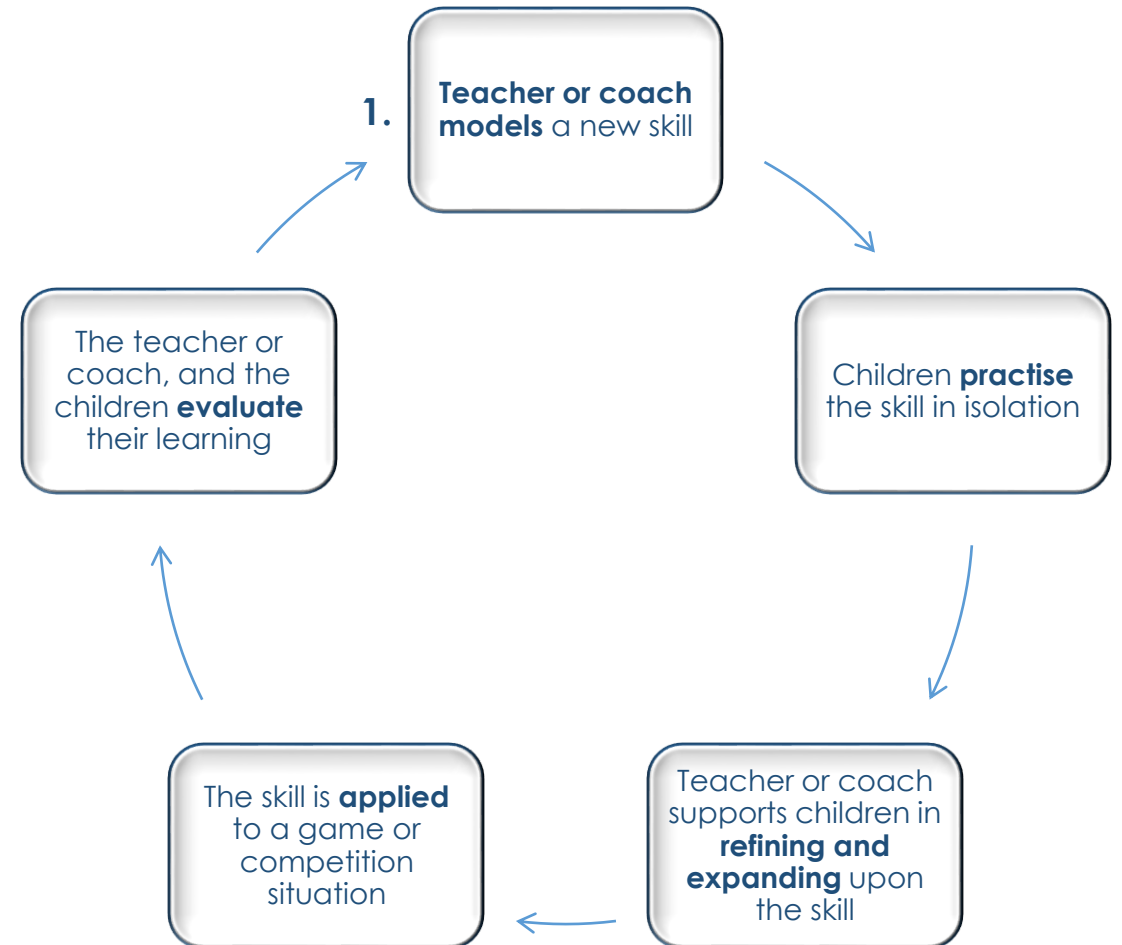 1.
Teacher or coach
models a new skill
Children practise
the skill in isolation
Teacher or coach
supports children in
refining and
expanding upon
the skill
The skill is applied
to a game or
competition
situation
The teacher or
coach, and the
children evaluate
their learning